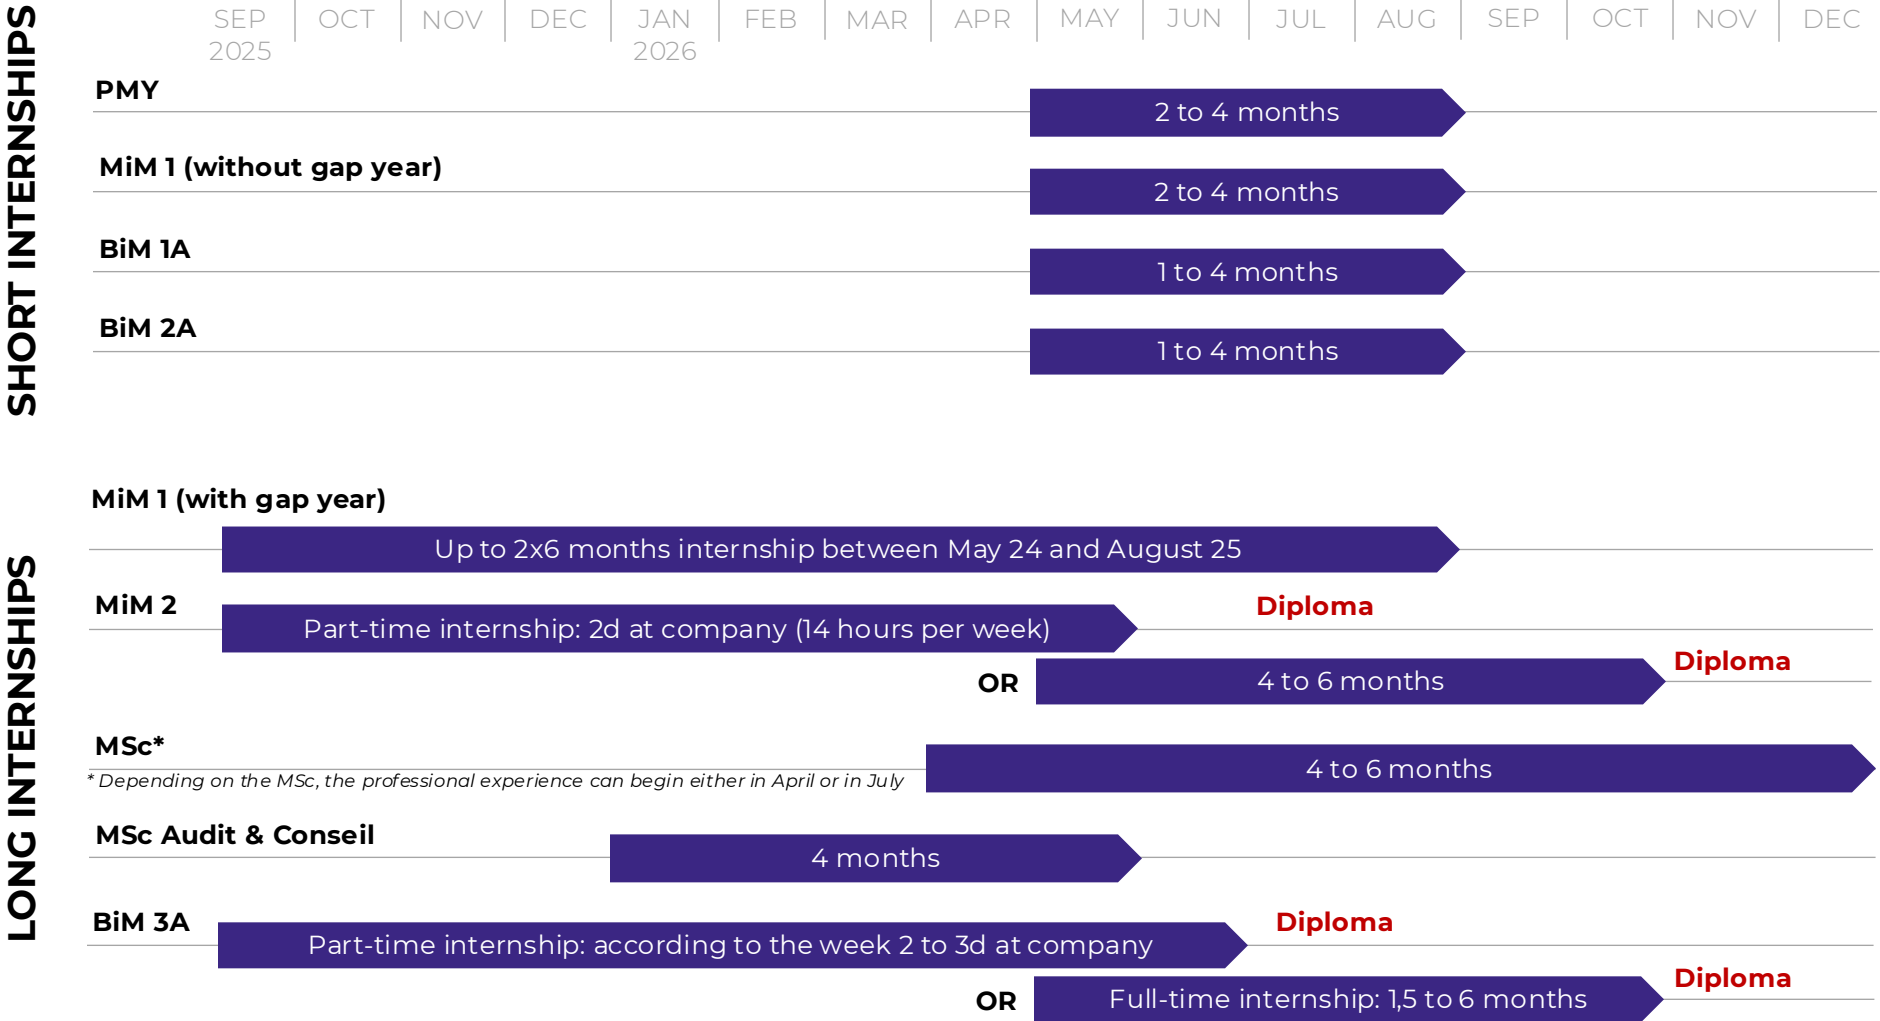 SEP OCT NOV DEC JAN FEB MAR APR MAY JUN JUL AUG SEP OCT NOV DEC
2025 2026
SHORT INTERNSHIPS
PMY
2 to 4 months
MiM 1 (without gap year)
2 to 4 months
BiM 1A
1 to 4 months
BiM 2A
1 to 4 months
LONG INTERNSHIPS
MiM 1 (with gap year)
Up to 2x6 months internship between May 24 and August 25
MiM 2
Diploma
Part-time internship: 2d at company (14 hours per week)
Diploma
OR 4 to 6 months
MSc*
4 to 6 months
* Depending on the MSc, the professional experience can begin either in April or in July
MSc Audit & Conseil
4 months
BiM 3A
Diploma
Part-time internship: according to the week 2 to 3d at company
Diploma
OR Full-time internship: 1,5 to 6 months